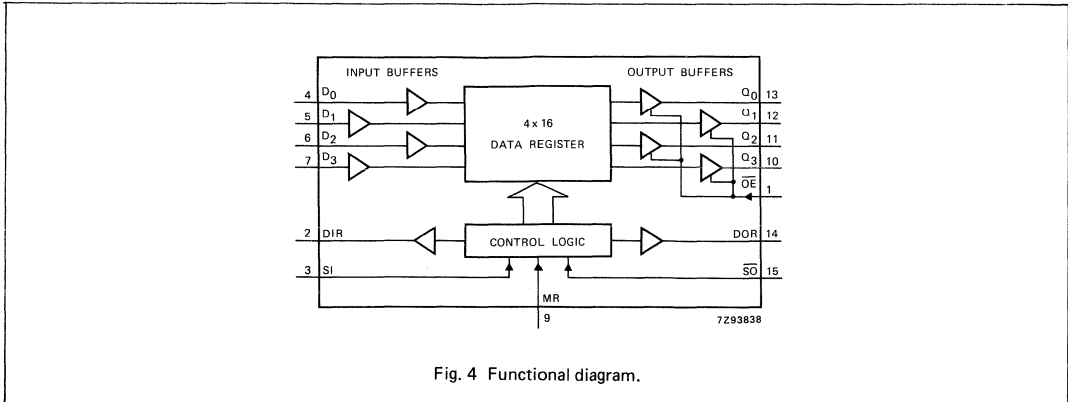 INPUT BUFFERS
OUTPUT BUFFERS
4 D0
5 D1
6 D2
7 D3
4 x 16
DATA REGISTER
Q0 13
Q1 12
Q2 11
Q3 10
O̅E̅ 1
2 DIR
CONTROL LOGIC
DOR 14
3 SI
S̅O̅ 15
MR
9
7Z93838
Fig. 4 Functional diagram.